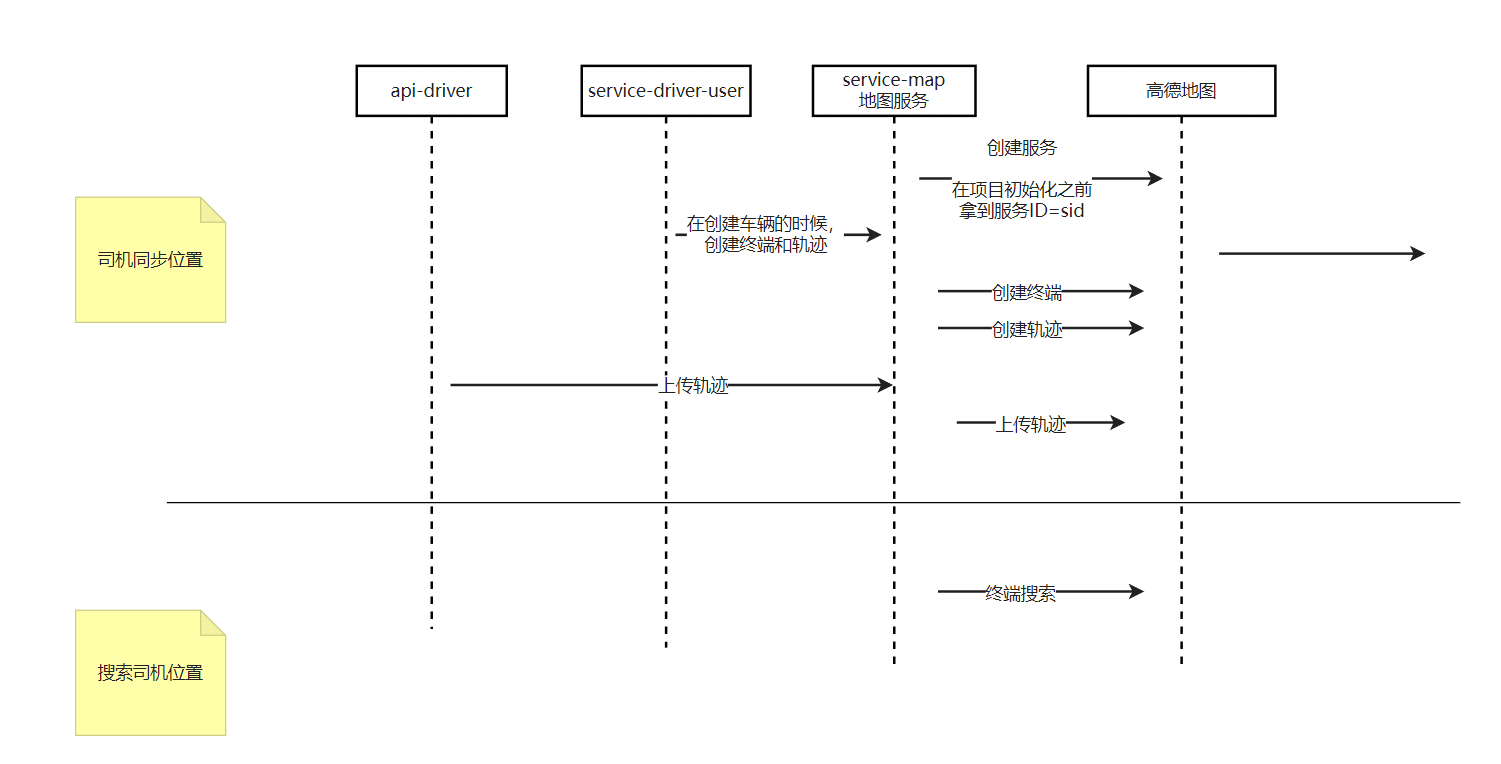 api-driver
service-driver-user
service-map
地图服务
高德地图
创建服务
在项目初始化之前
拿到服务ID=sid
在创建车辆的时候，
创建终端和轨迹
司机同步位置
创建终端
创建轨迹
上传轨迹
上传轨迹
终端搜索
搜索司机位置